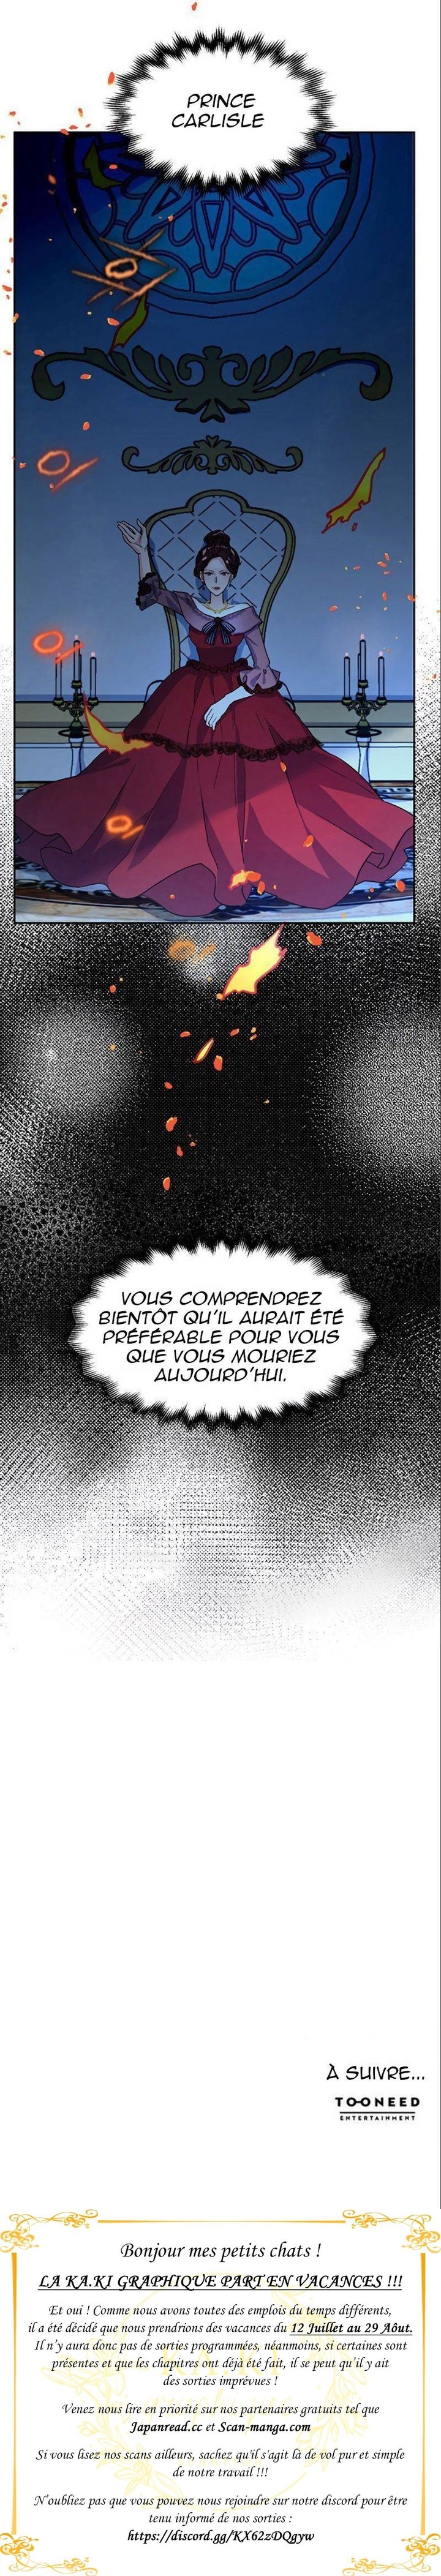 PRINCE
CARLISLE
VOUS COMPRENDREZ
BIENTÔT QU'IL AURAIT ÉTÉ
PRÉFÉRABLE POUR VOUS
QUE VOUS MOURIEZ
AUJOURD'HUI.
À SUIVRE...
TOONEED
ENTERTAINMENT
Bonjour mes petits chats !
LA KA.KI GRAPHIQUE PART EN VACANCES !!!
Et oui ! Comme nous avons toutes des emplois du temps différents,
il a été décidé que nous prendrions des vacances du 12 Juillet au 29 Aôut.
Il n'y aura donc pas de sorties programmées, néanmoins, si certaines sont
présentes et que les chapitres ont déjà été fait, il se peut qu'il y ait
des sorties imprévues !
Venez nous lire en priorité sur nos partenaires gratuits tel que
Japanread.cc et Scan-manga.com
Si vous lisez nos scans ailleurs, sachez qu'il s'agit là de vol pur et simple
de notre travail !!!
N'oubliez pas que vous pouvez nous rejoindre sur notre discord pour être
tenu informé de nos sorties :
https://discord.gg/KX62zDQgyw